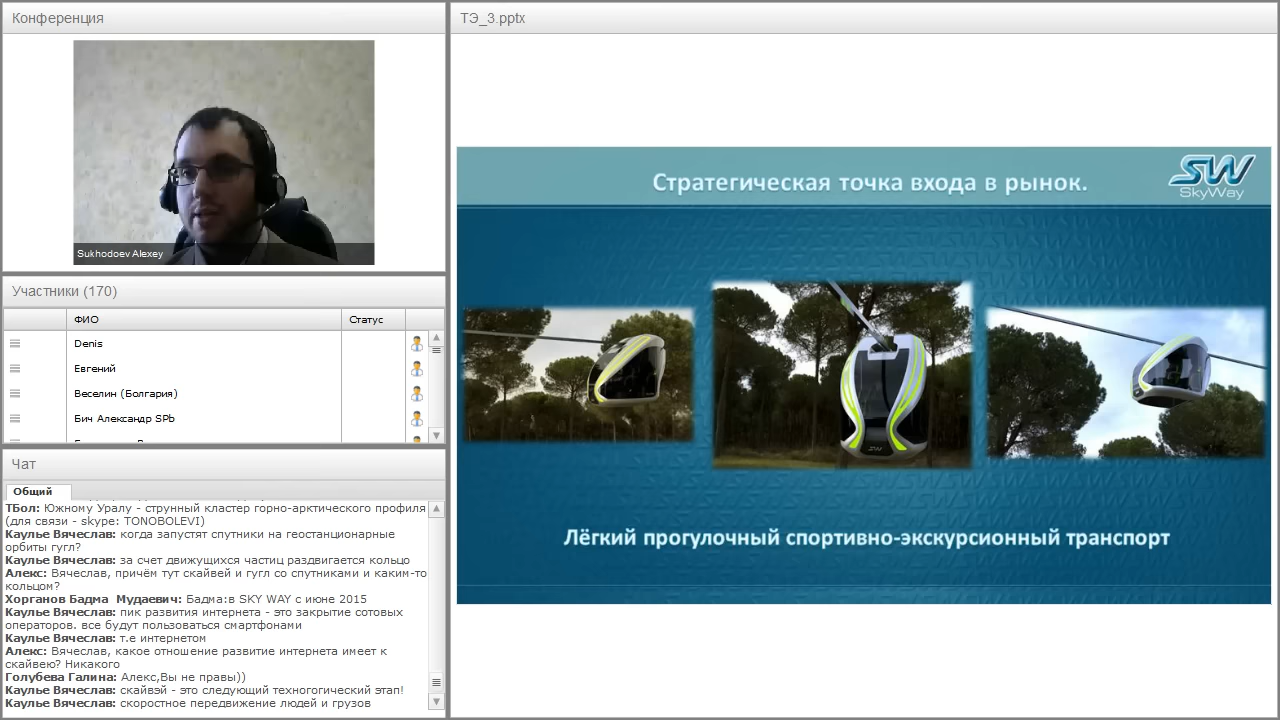 Конференция
Sukhodoev Alexey
Участники (170)
ФИО
Статус
Denis
Евгений
Веселин (Болгария)
Бич Александр SPb
Чат
Общий
ТБол: Южному Уралу - струнный кластер горно-арктического профиля
(для связи - skype: TONOBOLEVI)
Каулье Вячеслав: когда запустят спутники на геостанционарные
орбиты гугл?
Каулье Вячеслав: за счет движущихся частиц раздвигается кольцо
Алекс: Вячеслав, причём тут скайвей и гугл со спутниками и каким-то
кольцом?
Хорганов Бадма Мудаевич: Бадма:в SKY WAY с июне 2015
Каулье Вячеслав: пик развития интернета - это закрытие сотовых
операторов. все будут пользоваться смартфонами
Каулье Вячеслав: т.е интернетом
Алекс: Вячеслав, какое отношение развитие интернета имеет к
скайвею? Никакого
Голубева Галина: Алекс,Вы не правы))
Каулье Вячеслав: скайвэй - это следующий техногогический этап!
Каулье Вячеслав: скоростное передвижение людей и грузов
ТЭ_3.pptx
Стратегическая точка входа в рынок.
SW
SkyWay
Лёгкий прогулочный спортивно-экскурсионный транспорт